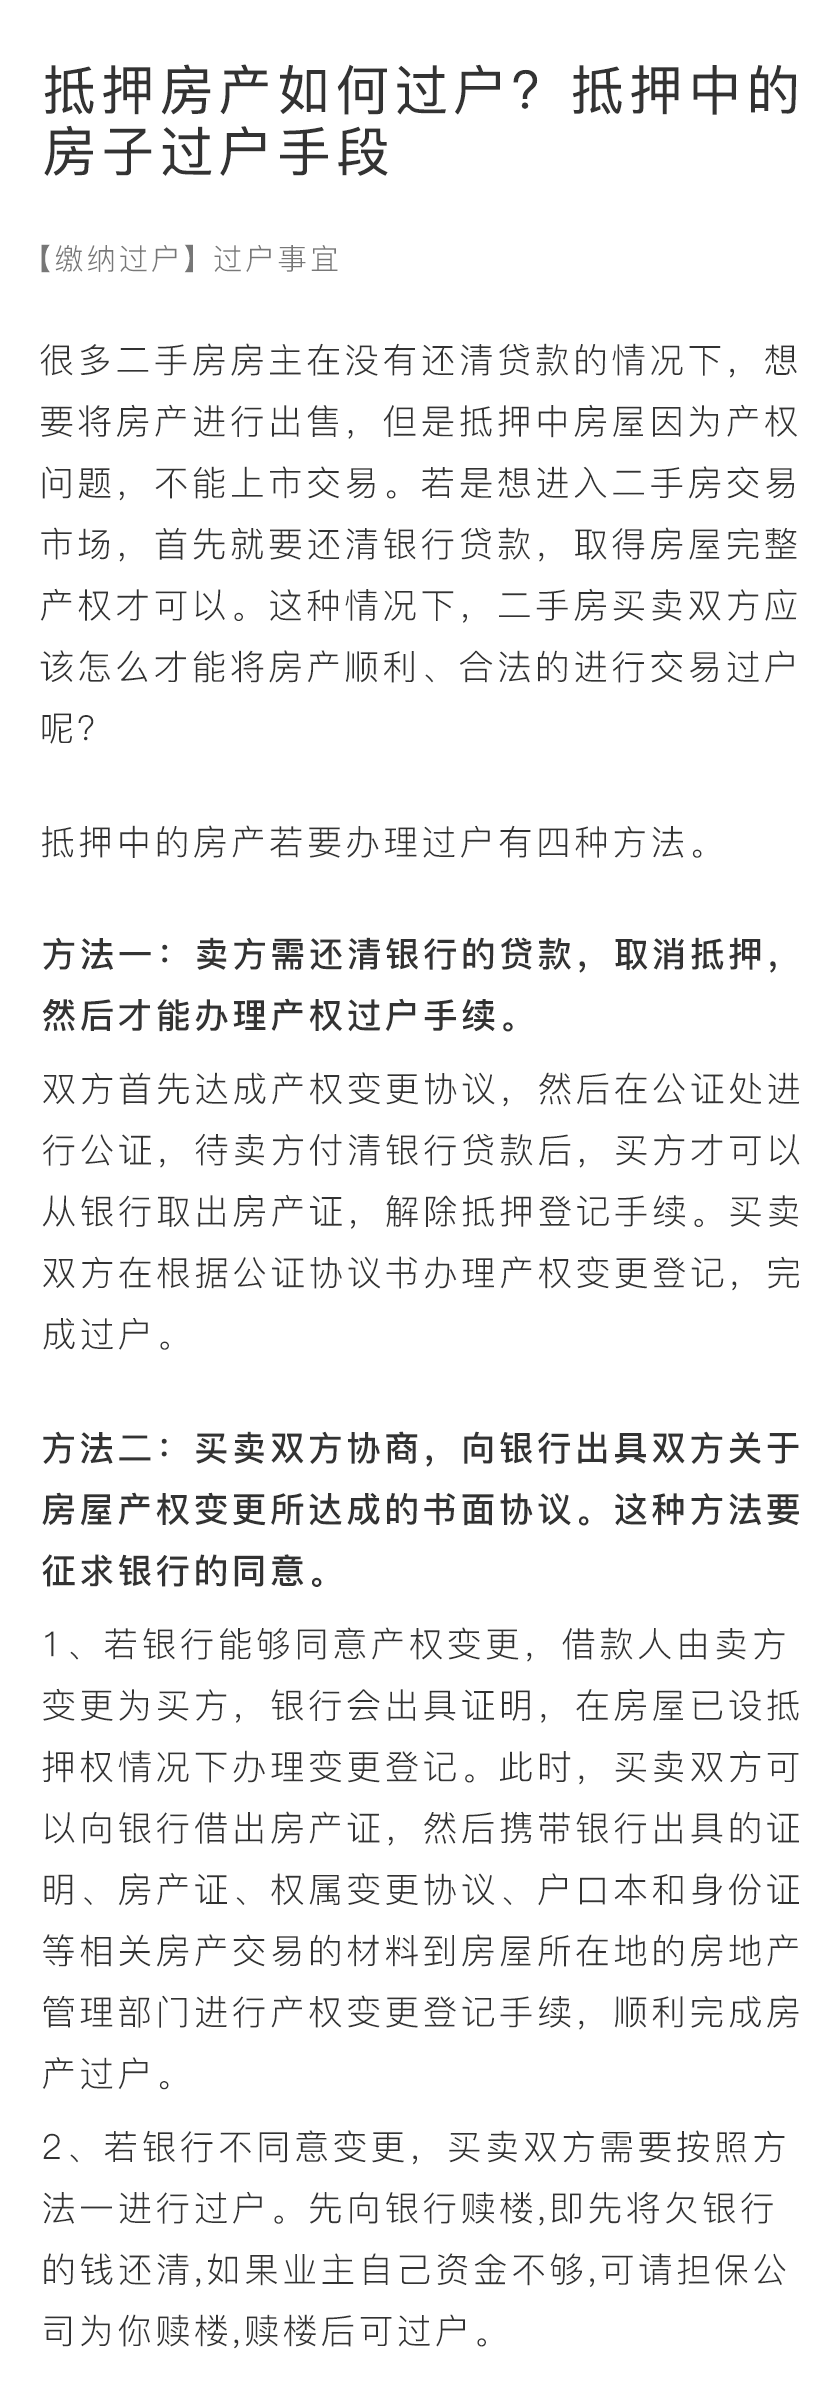 抵押房产如何过户？抵押中的
房子过户手段
【缴纳过户】过户事宜
很多二手房房主在没有还清贷款的情况下，想
要将房产进行出售，但是抵押中房屋因为产权
问题，不能上市交易。若是想进入二手房交易
市场，首先就要还清银行贷款，取得房屋完整
产权才可以。这种情况下，二手房买卖双方应
该怎么才能将房产顺利、合法的进行交易过户
呢？
抵押中的房产若要办理过户有四种方法。
方法一：卖方需还清银行的贷款，取消抵押，
然后才能办理产权过户手续。
双方首先达成产权变更协议，然后在公证处进
行公证，待卖方付清银行贷款后，买方才可以
从银行取出房产证，解除抵押登记手续。买卖
双方在根据公证协议书办理产权变更登记，完
成过户。
方法二：买卖双方协商，向银行出具双方关于
房屋产权变更所达成的书面协议。这种方法要
征求银行的同意。
1、若银行能够同意产权变更，借款人由卖方
变更为买方，银行会出具证明，在房屋已设抵
押权情况下办理变更登记。此时，买卖双方可
以向银行借出房产证，然后携带银行出具的证
明、房产证、权属变更协议、户口本和身份证
等相关房产交易的材料到房屋所在地的房地产
管理部门进行产权变更登记手续，顺利完成房
产过户。
2、若银行不同意变更，买卖双方需要按照方
法一进行过户。先向银行赎楼,即先将欠银行
的钱还清,如果业主自己资金不够,可请担保公
司为你赎楼,赎楼后可过户。